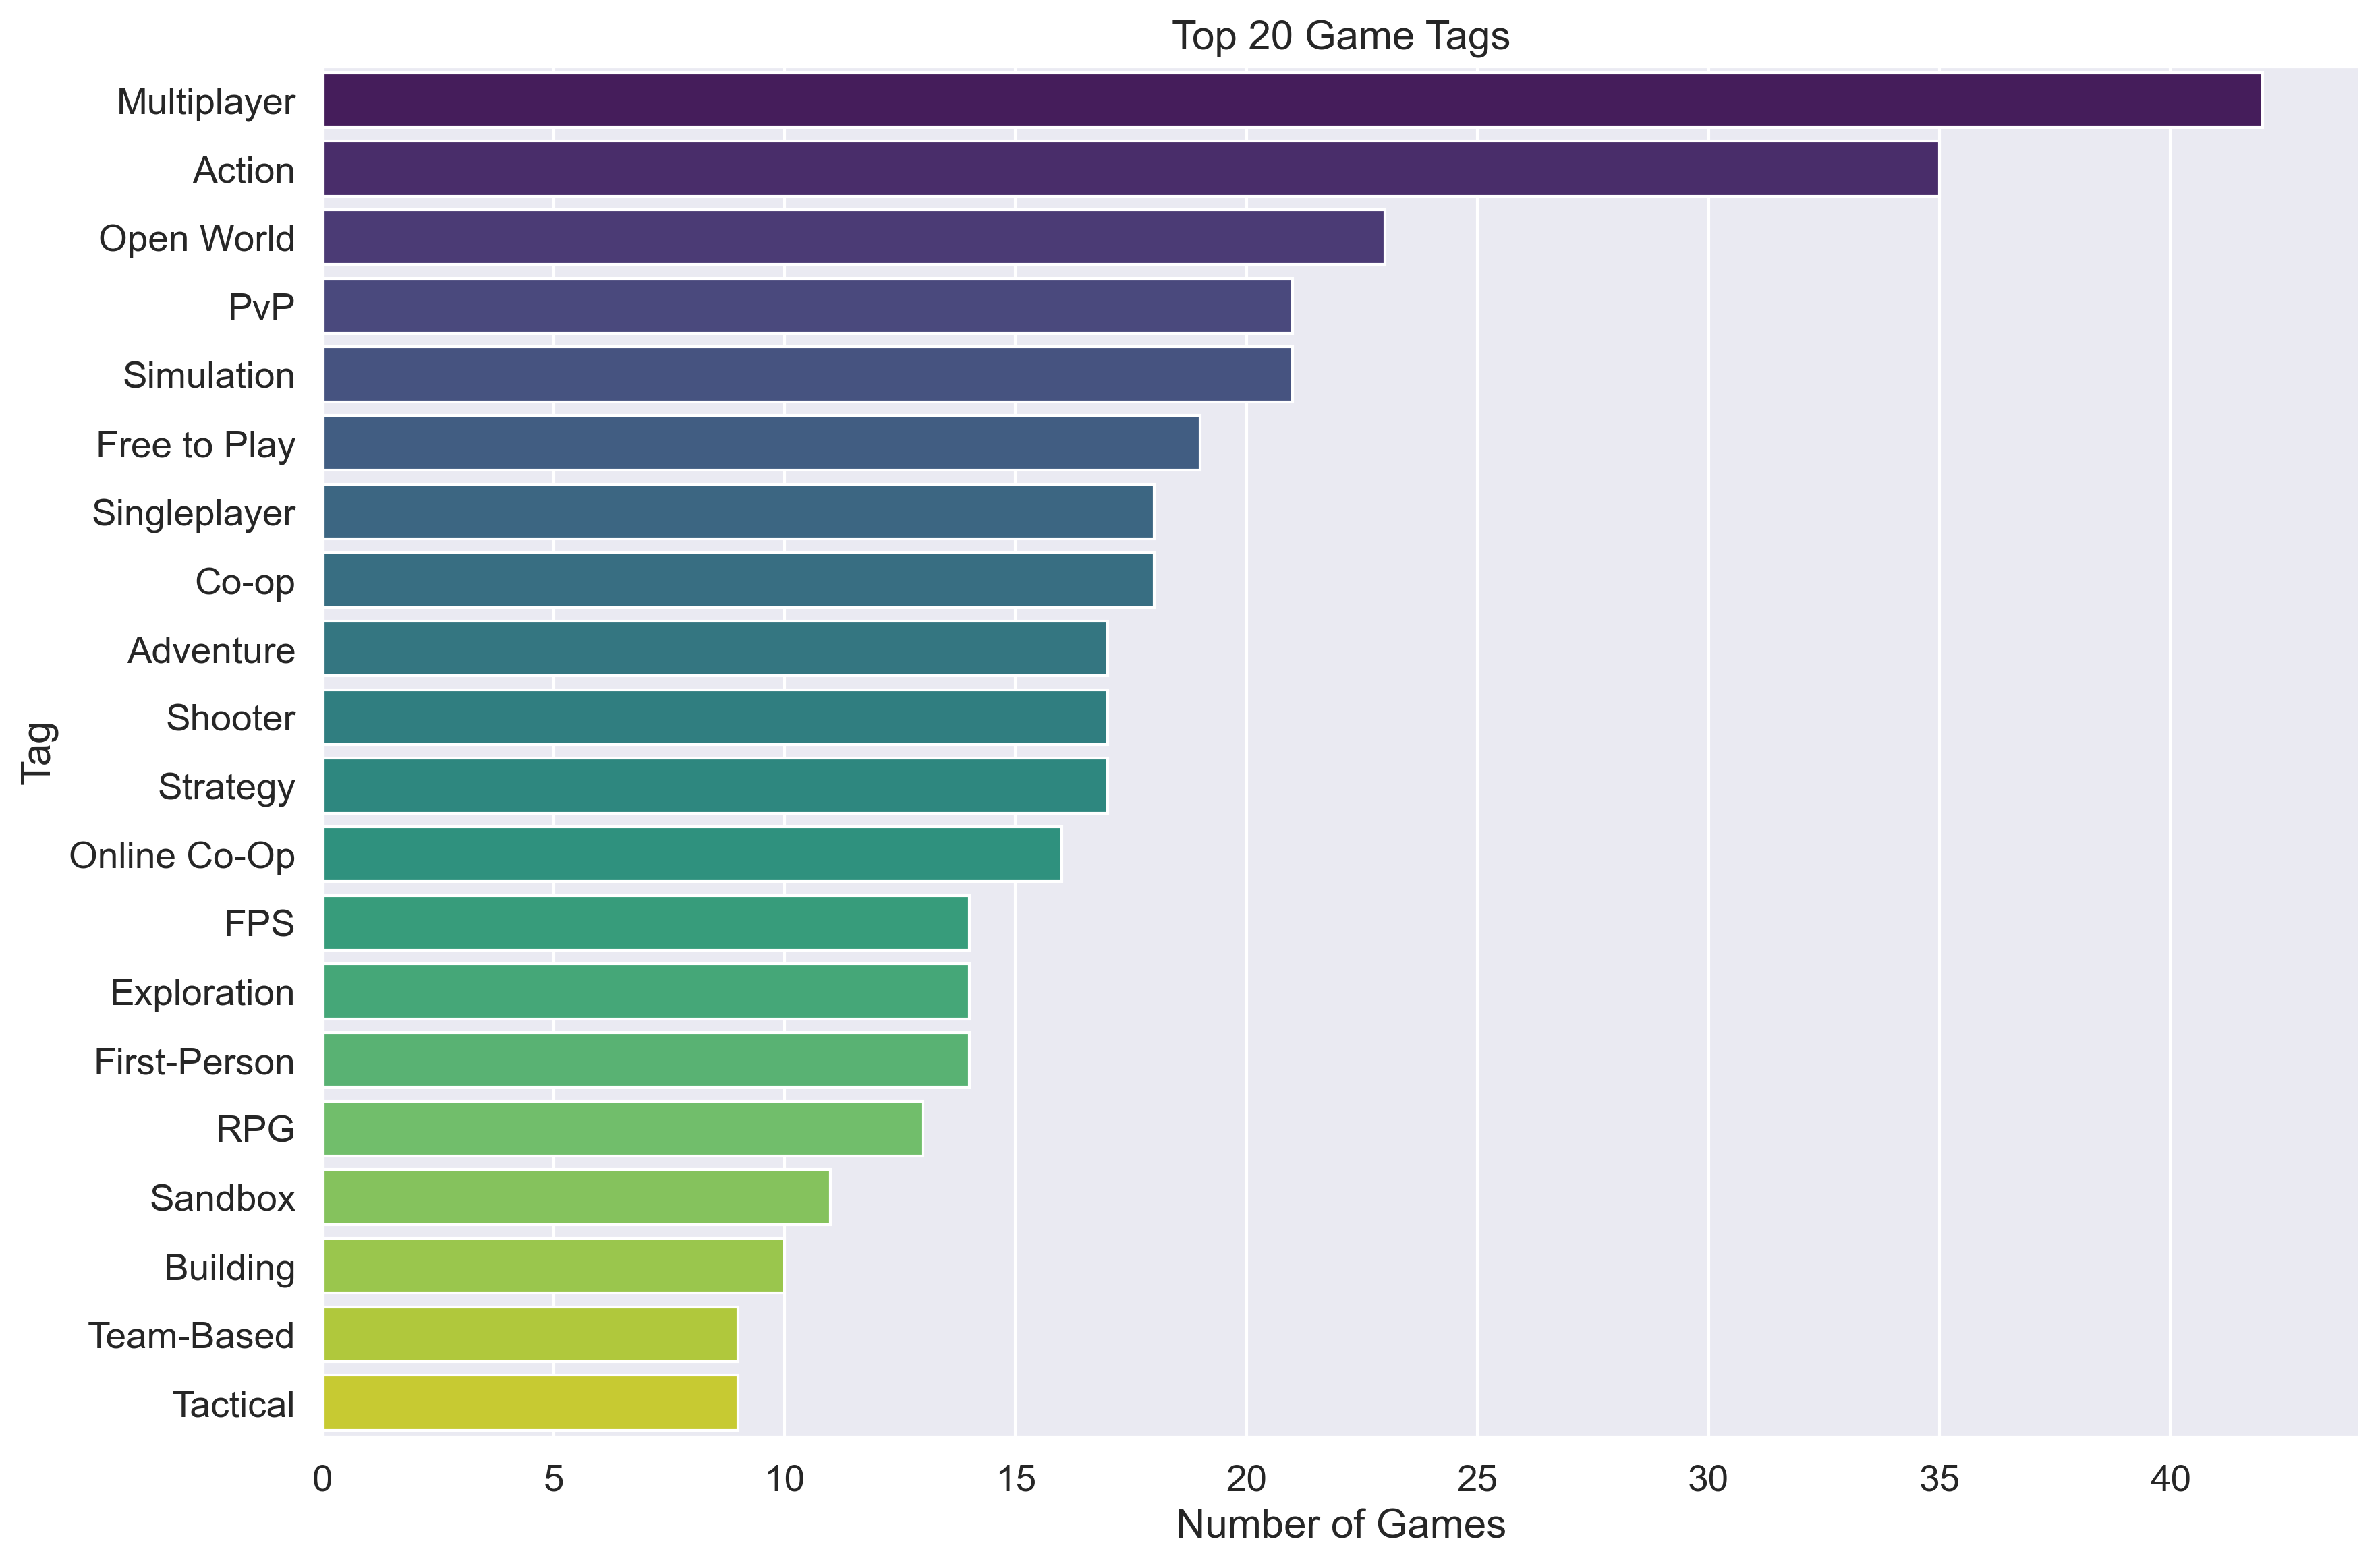 Top 20 Game Tags
Multiplayer
Action
Open World
PvP
Simulation
Free to Play
Singleplayer
Co-op
Adventure
Shooter
Strategy
Online Co-Op
FPS
Exploration
First-Person
RPG
Sandbox
Building
Team-Based
Tactical
Tag
0 5 10 15 20 25 30 35 40
Number of Games